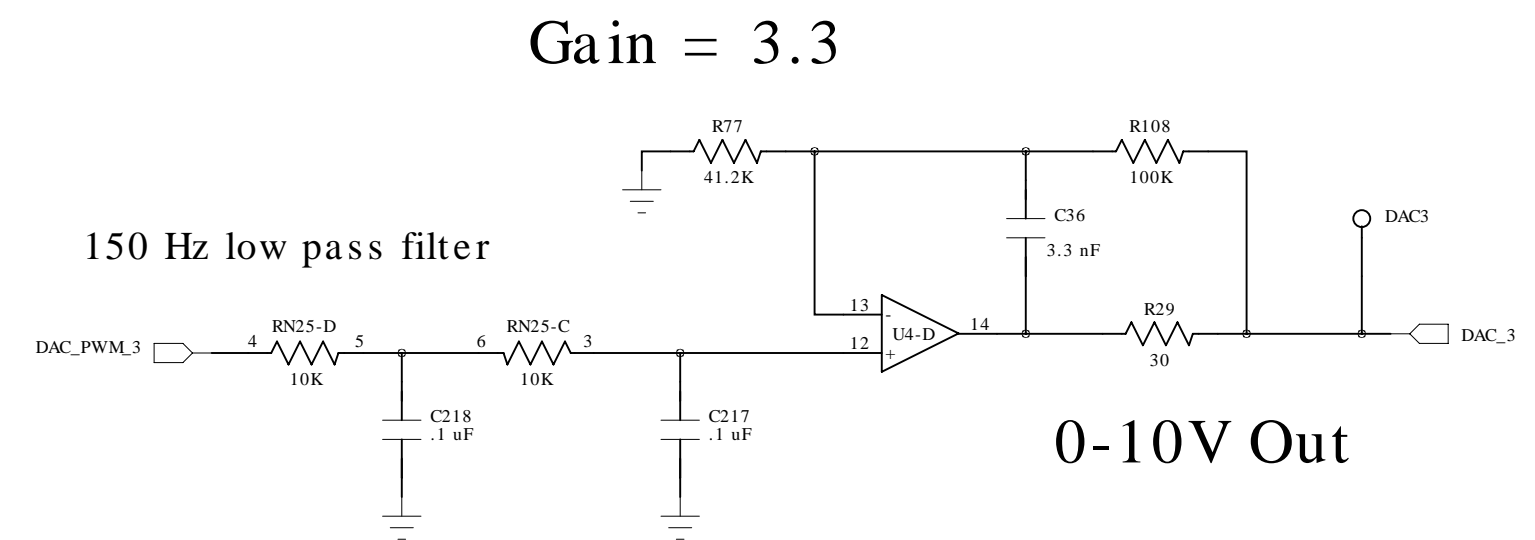 Gain = 3.3
R77
41.2K
R108
100K
C36
3.3 nF
DAC3
150 Hz low pass filter
DAC_PWM_3
4
RN25-D
5
10K
6
RN25-C
3
10K
13
-
12
+
U4-D
14
R29
30
DAC_3
C218
.1 uF
C217
.1 uF
0-10V Out